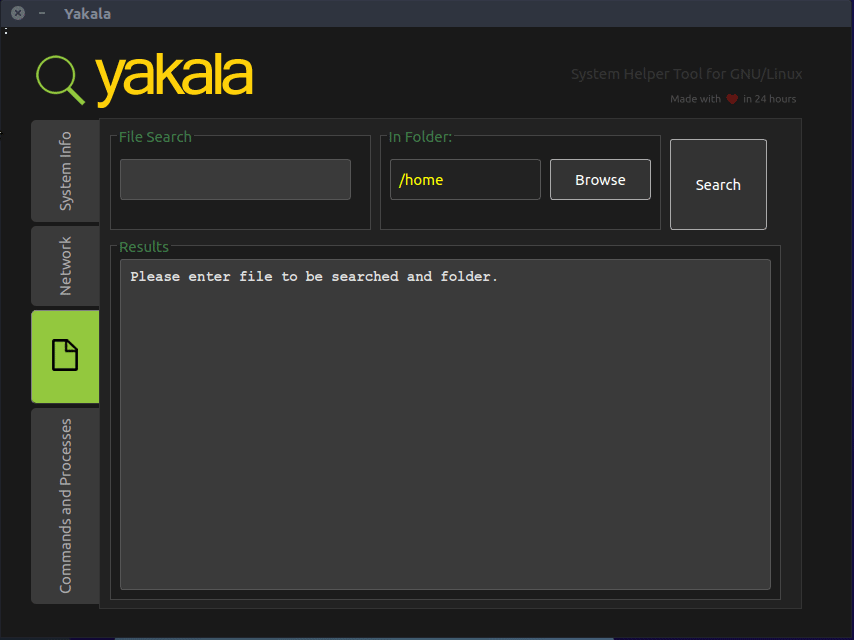 Yakala
:
yakala
System Helper Tool for GNU/Linux
Made with ❤ in 24 hours
System Info
Network
Commands and Processes
File Search
In Folder:
/home
Browse
Search
Results
Please enter file to be searched and folder.